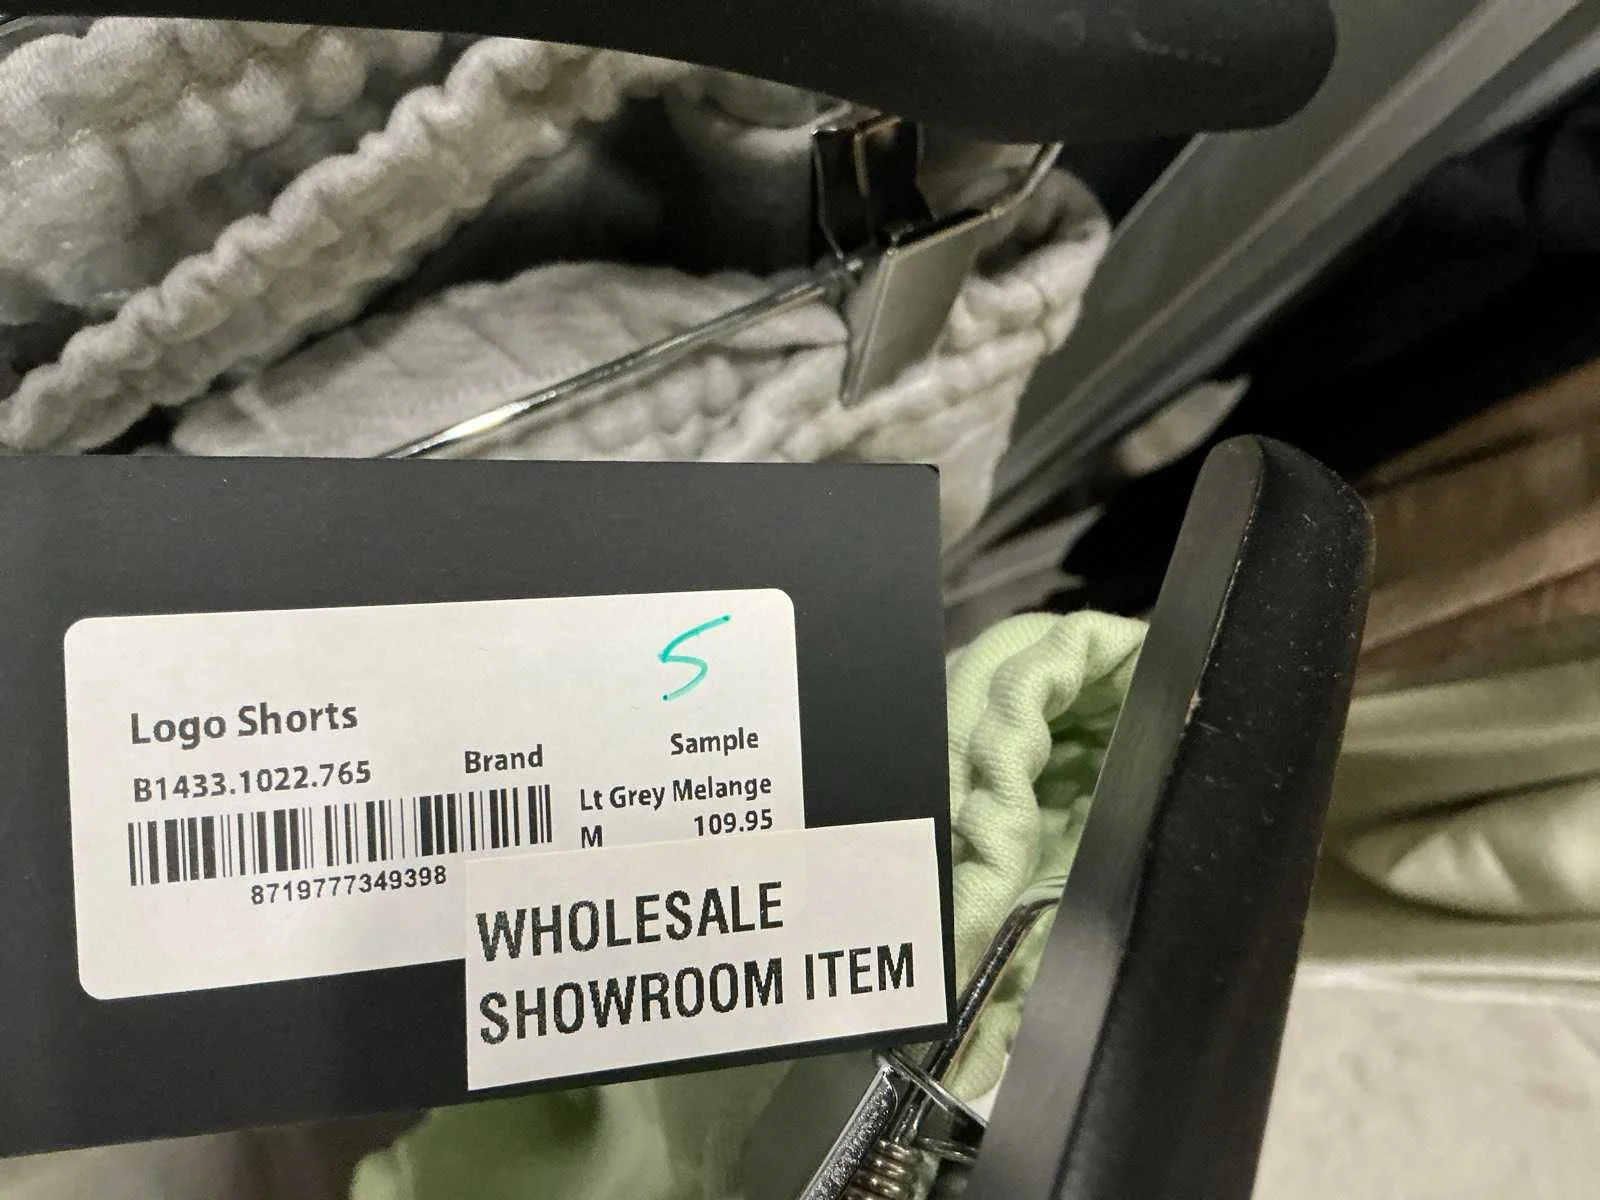 5
Logo Shorts
B1433.1022.765
Brand
Sample
Lt Grey Melange
M 109.95
8719777349398
WHOLESALE
SHOWROOM ITEM